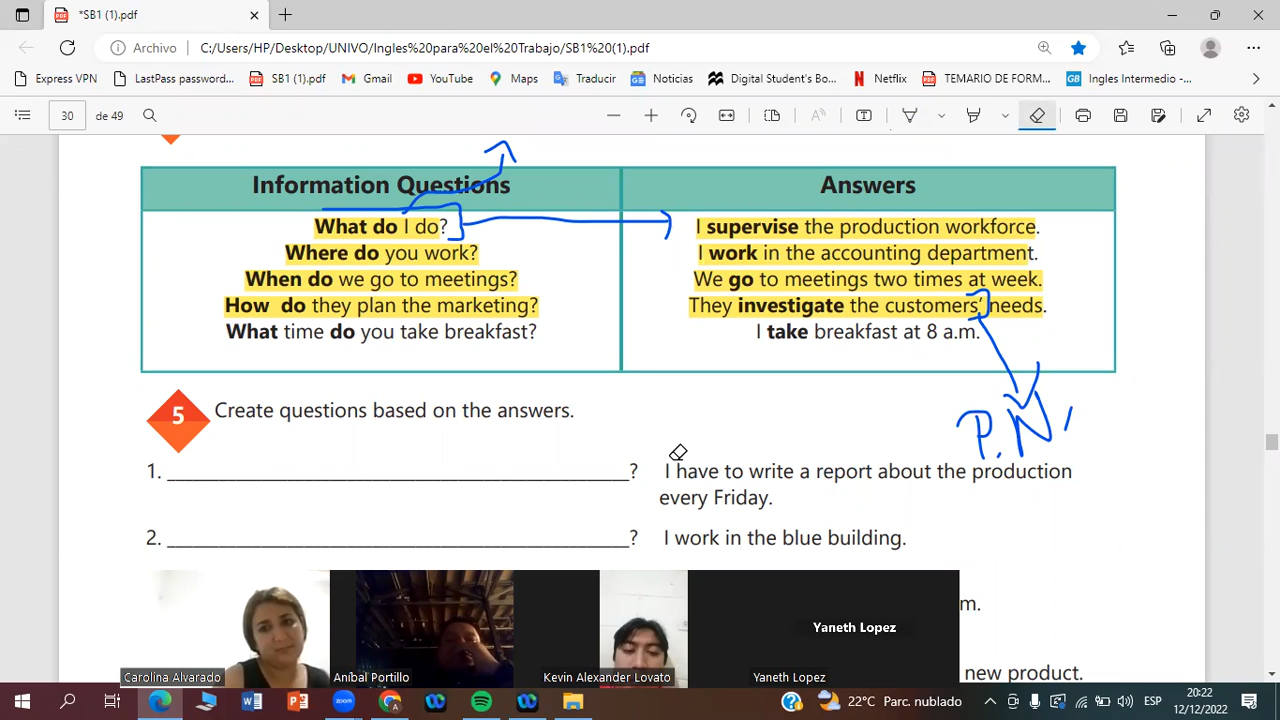 *SB1 (1).pdf
Archivo
C:/Users/HP/Desktop/UNIVO/Ingles%20para%20el%20Trabajo/SB1%20(1).pdf
Express VPN
LastPass password...
SB1 (1).pdf
Gmail
YouTube
Maps
Traducir
Noticias
Digital Student's Bo...
Netflix
TEMARIO DE FORM...
Ingles Intermedio -...
30
de 49
Information Questions
Answers
What do I do?
I supervise the production workforce.
Where do you work?
I work in the accounting department.
When do we go to meetings?
We go to meetings two times at week.
How do they plan the marketing?
They investigate the customers' needs.
What time do you take breakfast?
I take breakfast at 8 a.m.
P.N
5
Create questions based on the answers.
1. ______________________________________________?
I have to write a report about the production
every Friday.
2. ______________________________________________?
I work in the blue building.
m.
new product.
Yaneth Lopez
Carolina Alvarado
Aníbal Portillo
Kevin Alexander Lovato
Yaneth Lopez
22°C Parc. nublado
ESP
20:22
12/12/2022